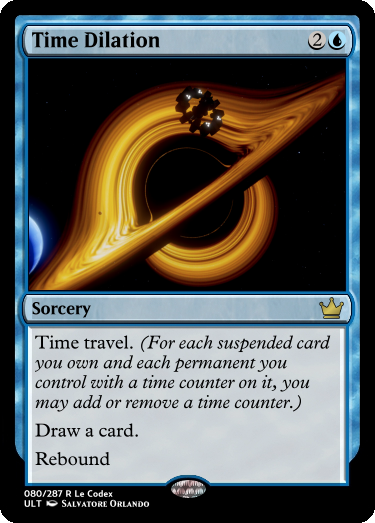 Time Dilation 2
Sorcery
Time travel. (For each suspended card
you own and each permanent you
control with a time counter on it, you
may add or remove a time counter.)
Draw a card.
Rebound
080/287 R Le Codex
ULT Salvatore Orlando